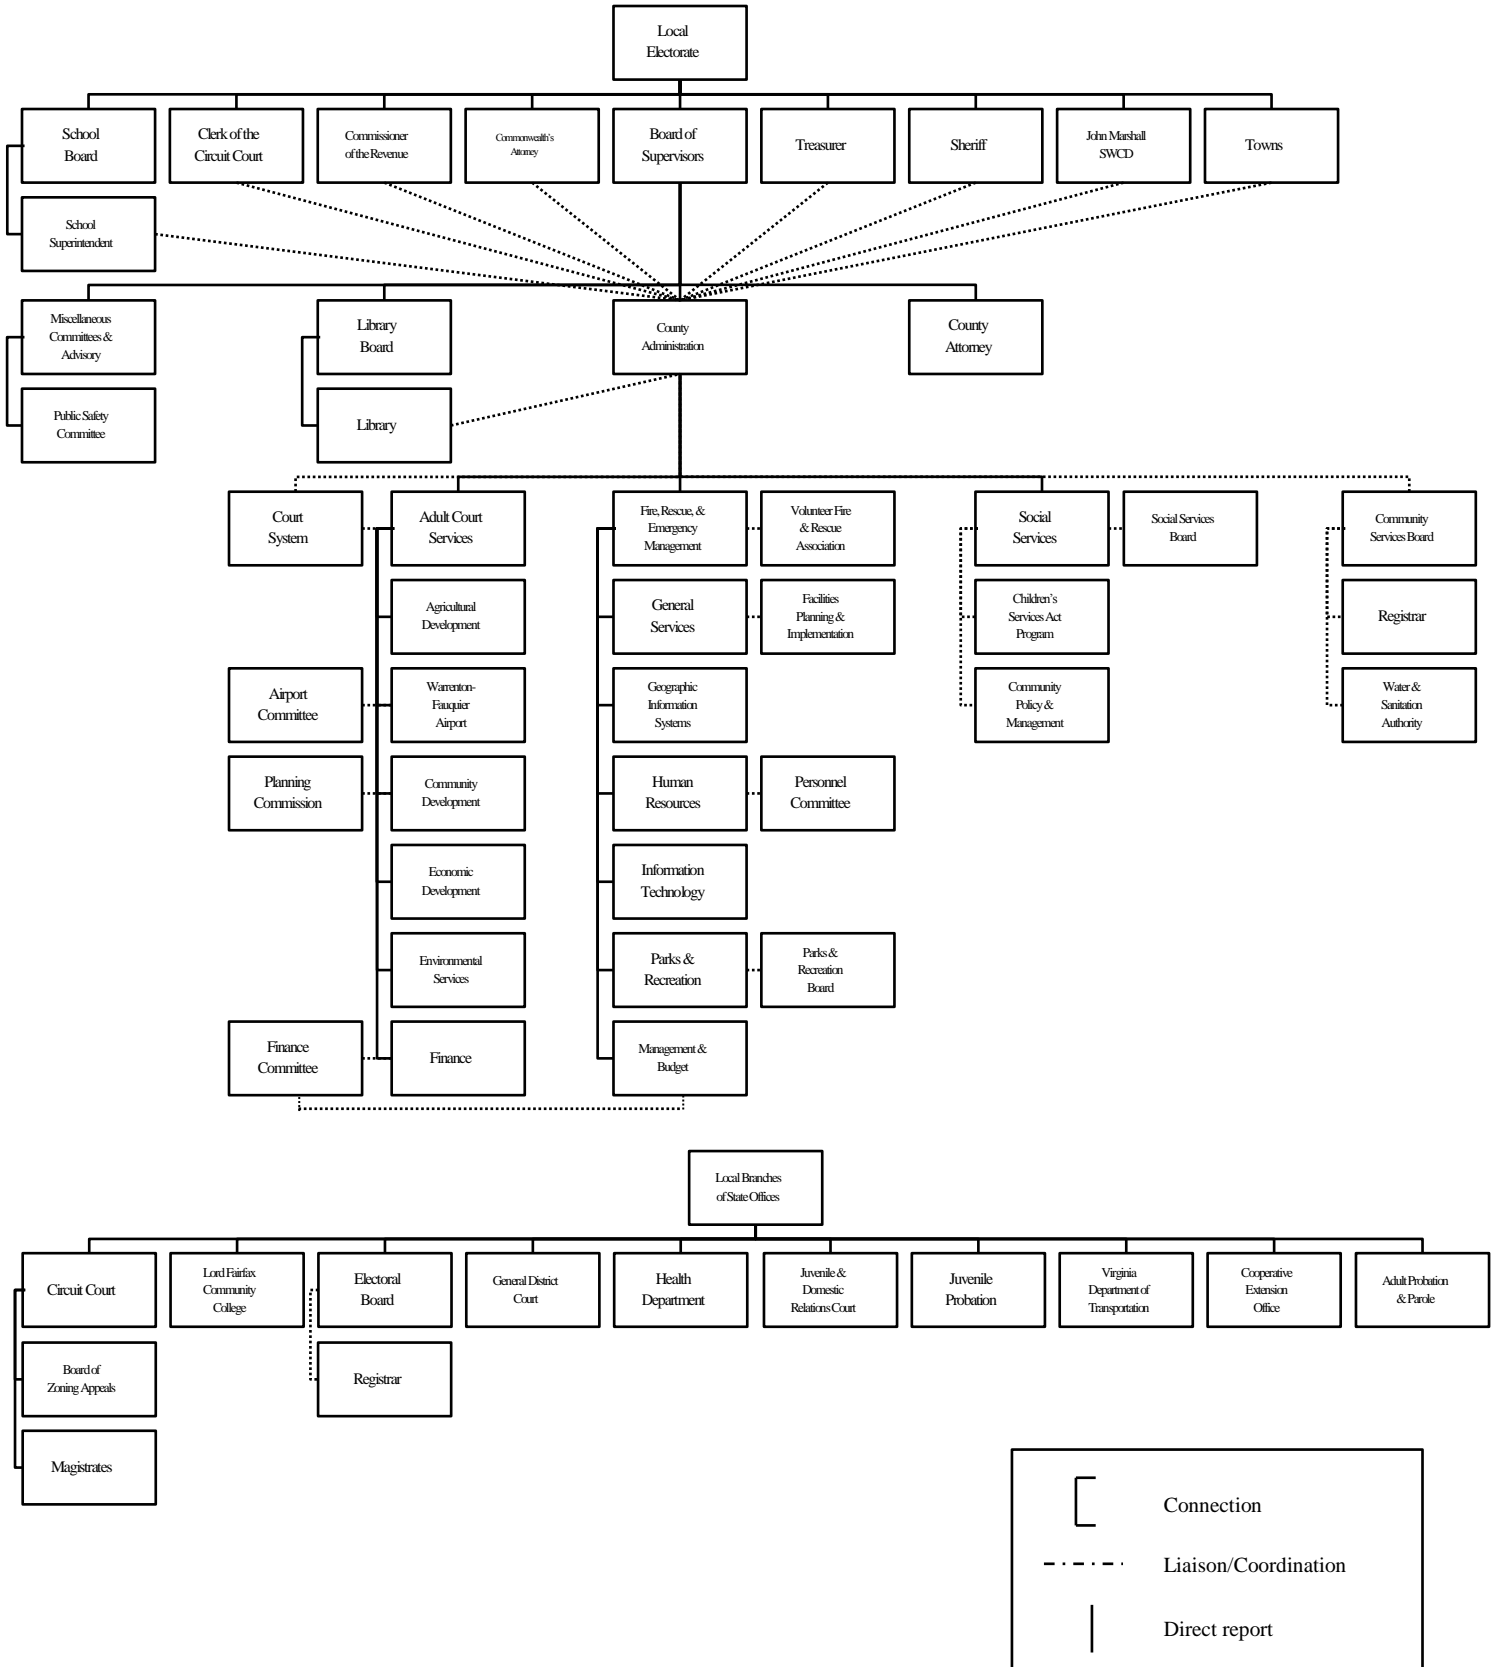 Local
Electorate
School
Board
Clerk of the
Circuit Court
Commissioner
of the Revenue
Commonwealth's
Attorney
Board of
Supervisors
Treasurer
Sheriff
John Marshall
SWCD
Towns
School
Superintendent
Miscellaneous
Committees &
Advisory
Library
Board
County
Administration
County
Attorney
Public Safety
Committee
Library
Court
System
Adult Court
Services
Fire, Rescue, &
Emergency
Management
Volunteer Fire
& Rescue
Association
Social
Services
Social Services
Board
Community
Services Board
Agricultural
Development
General
Services
Facilities
Planning &
Implementation
Children's
Services Act
Program
Registrar
Airport
Committee
Warrenton-
Fauquier
Airport
Geographic
Information
Systems
Community
Policy &
Management
Water &
Sanitation
Authority
Planning
Commission
Community
Development
Human
Resources
Personnel
Committee
Economic
Development
Information
Technology
Environmental
Services
Parks &
Recreation
Parks &
Recreation
Board
Finance
Committee
Finance
Management &
Budget
Local Branches
of State Offices
Circuit Court
Lord Fairfax
Community
College
Electoral
Board
General District
Court
Health
Department
Juvenile &
Domestic
Relations Court
Juvenile
Probation
Virginia
Department of
Transportation
Cooperative
Extension
Office
Adult Probation
& Parole
Board of
Zoning Appeals
Registrar
Magistrates
Connection
Liaison/Coordination
Direct report